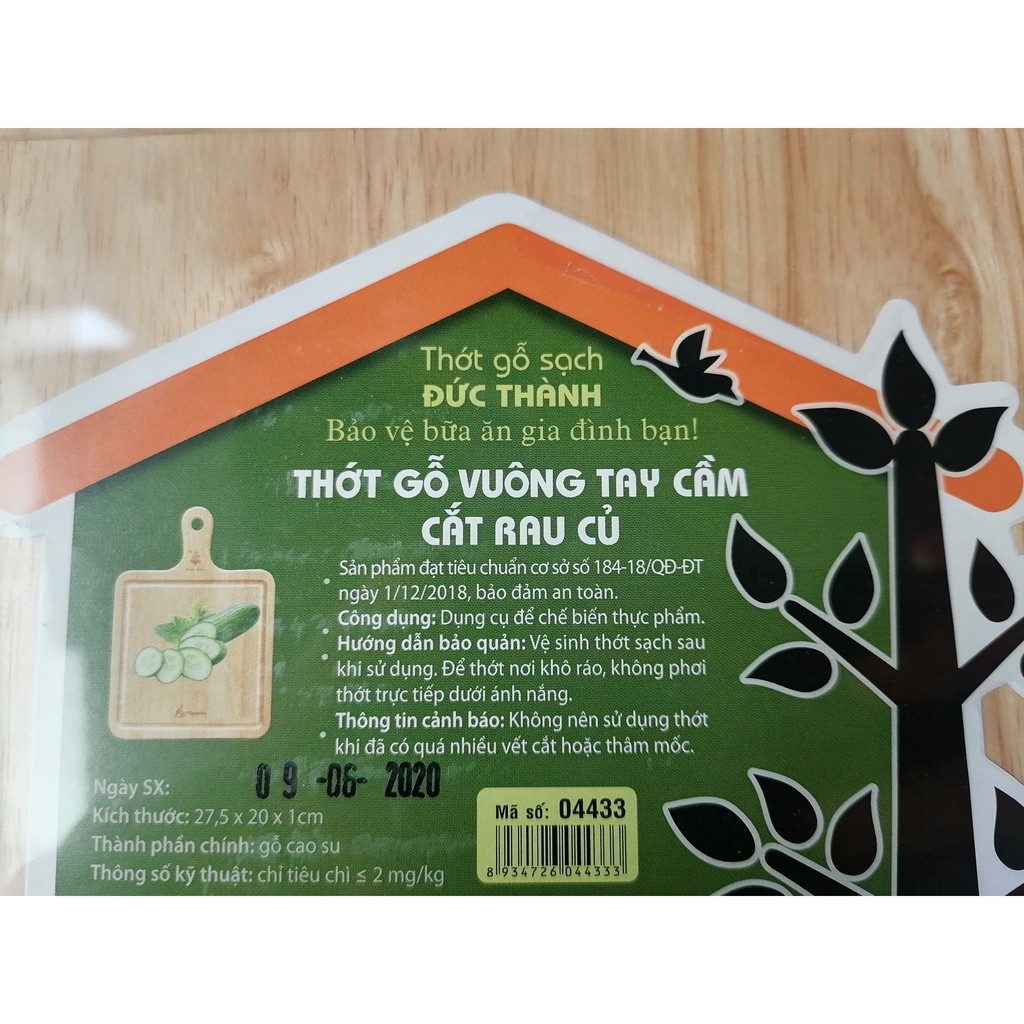 Thớt gỗ sạch
ĐỨC THÀNH
Bảo vệ bữa ăn gia đình bạn!
THỚT GỖ VUÔNG TAY CẦM
CẮT RAU CỦ
• Sản phẩm đạt tiêu chuẩn cơ sở số 184-18/QĐ-ĐT
ngày 1/12/2018, bảo đảm an toàn.
• Công dụng: Dụng cụ để chế biến thực phẩm.
• Hướng dẫn bảo quản: Vệ sinh thớt sạch sau
khi sử dụng. Để thớt nơi khô ráo, không phơi
thớt trực tiếp dưới ánh nắng.
• Thông tin cảnh báo: Không nên sử dụng thớt
khi đã có quá nhiều vết cắt hoặc thâm mốc.
Ngày SX: 09-06-2020
Kích thước: 27,5 x 20 x 1cm
Thành phần chính: gỗ cao su
Thông số kỹ thuật: chỉ tiêu chì ≤ 2 mg/kg
Mã số: 04433
8 934726 044333